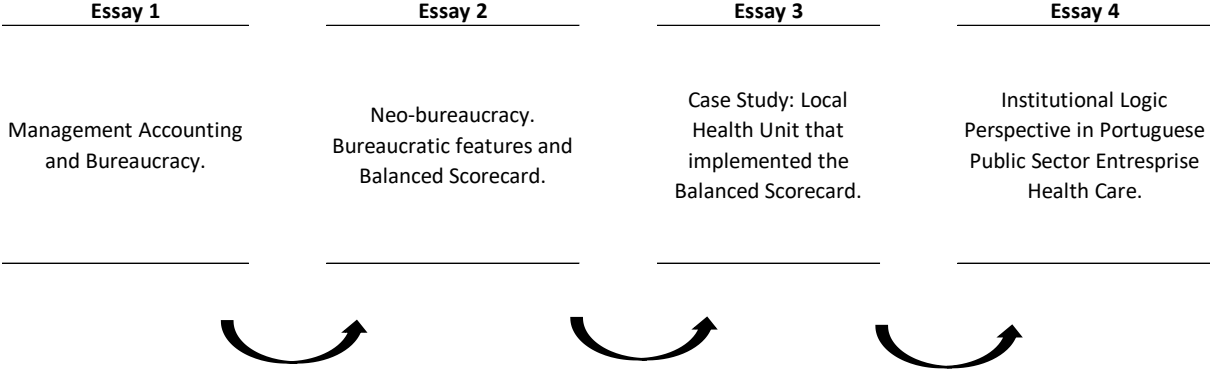 Essay 1
Management Accounting
and Bureaucracy.
Essay 2
Neo-bureaucracy.
Bureaucratic features and
Balanced Scorecard.
Essay 3
Case Study: Local
Health Unit that
implemented the
Balanced Scorecard.
Essay 4
Institutional Logic
Perspective in Portuguese
Public Sector Entresprise
Health Care.